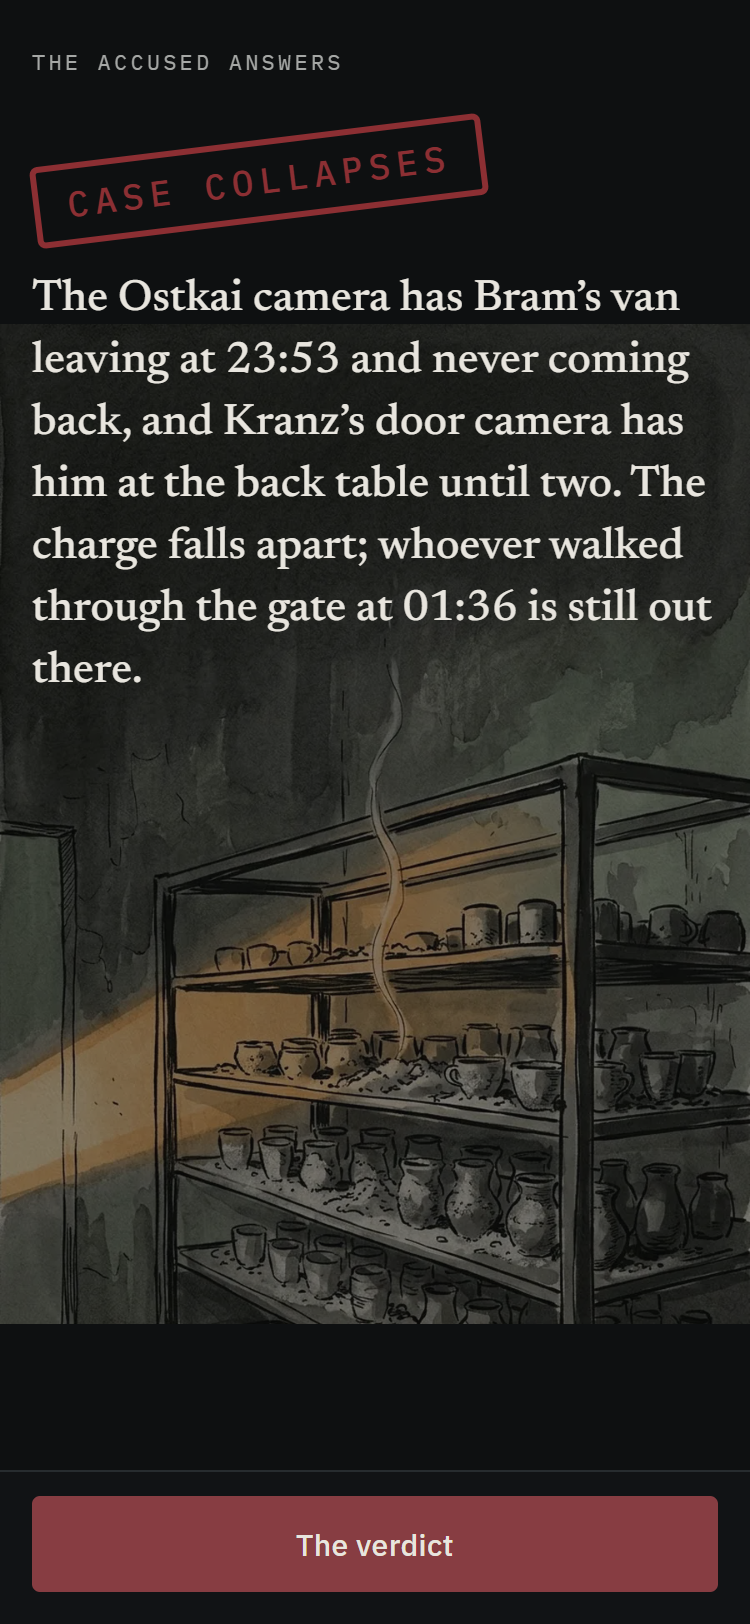 THE ACCUSED ANSWERS
CASE COLLAPSES
The Ostkai camera has Bram’s van
leaving at 23:53 and never coming
back, and Kranz’s door camera has
him at the back table until two. The
charge falls apart; whoever walked
through the gate at 01:36 is still out
there.
The verdict